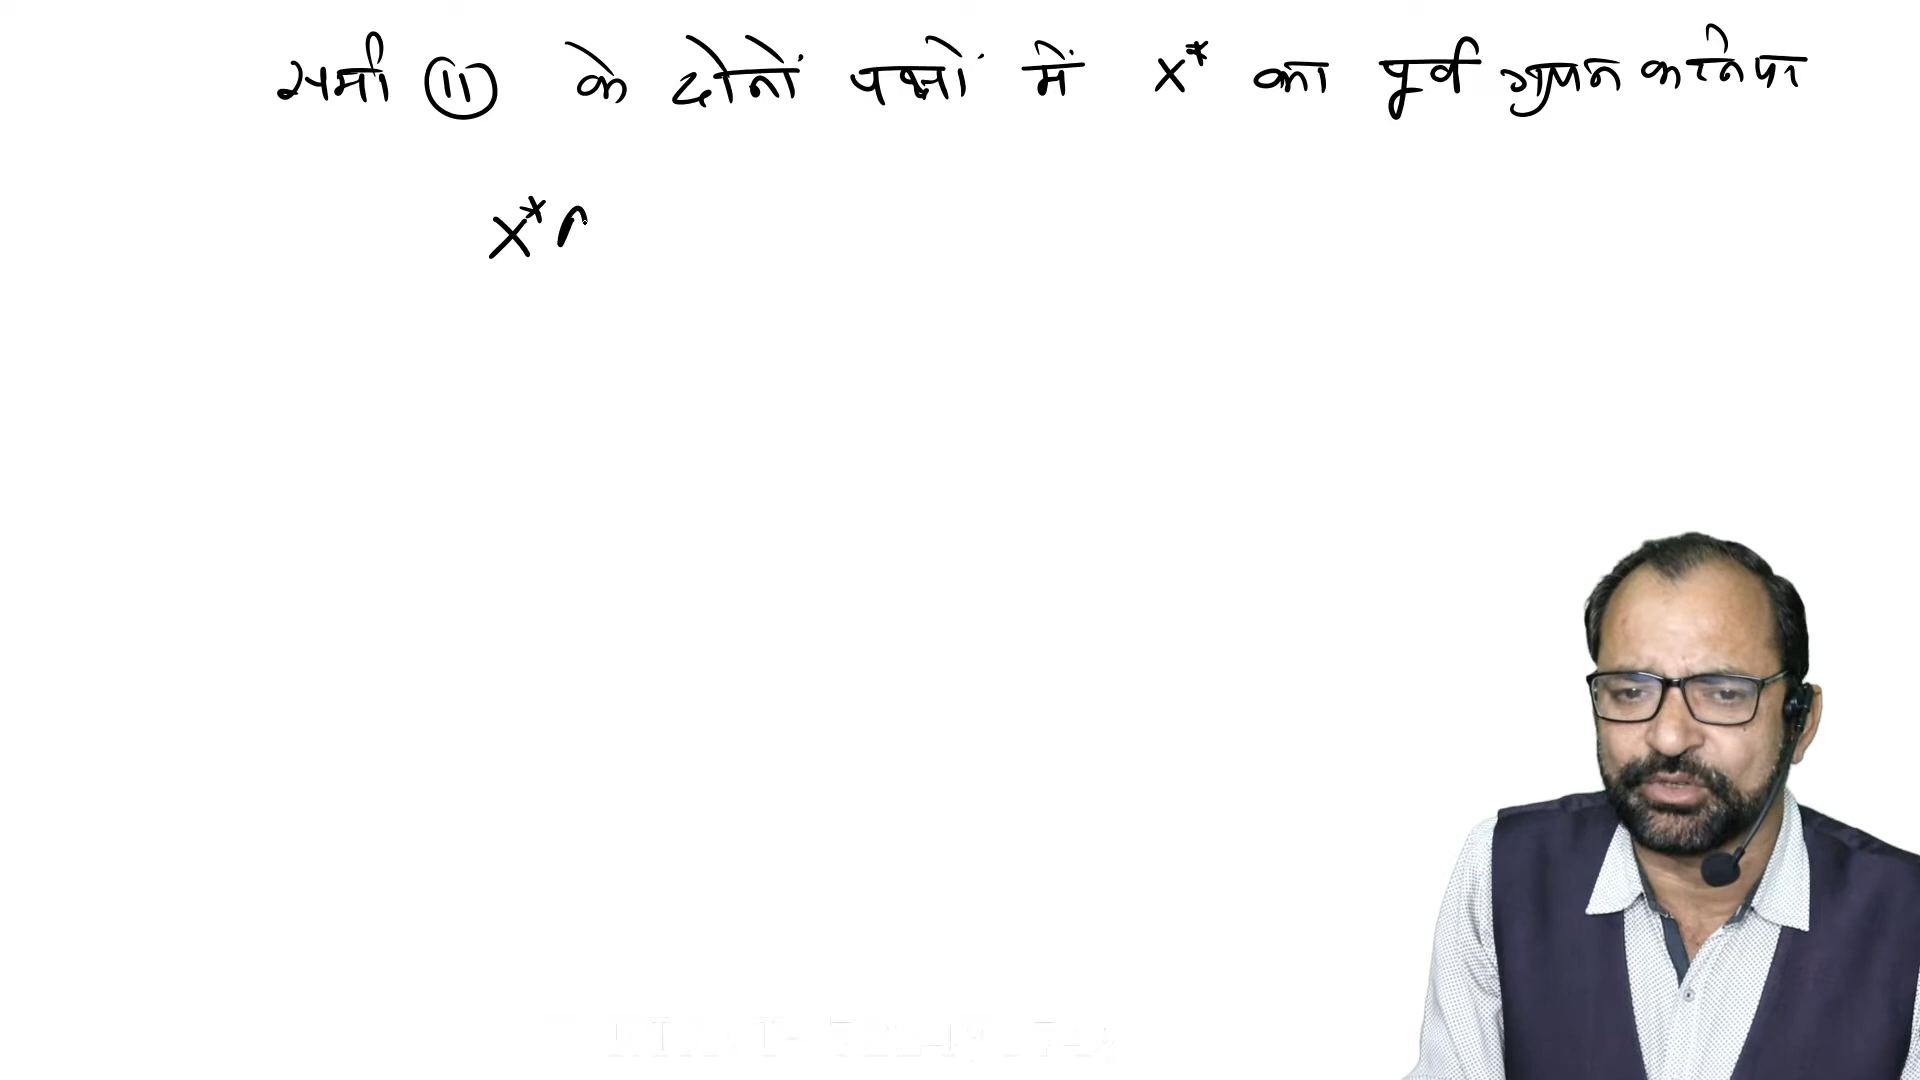 समी (11) के दोनों पक्षों में X* का पूर्व गुणन करने पर
X*